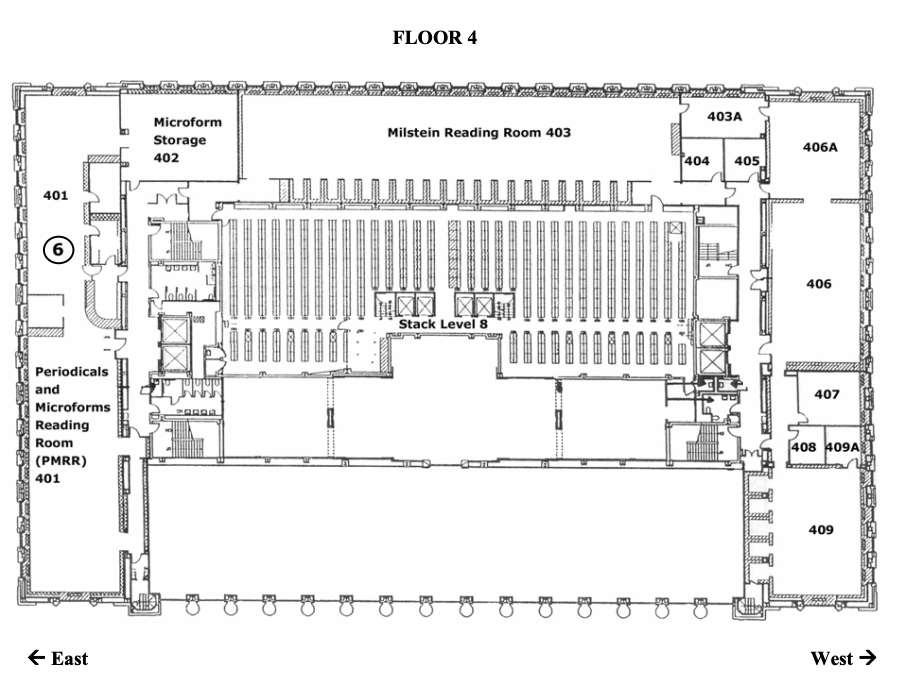 FLOOR 4
Microform
Storage
402
Milstein Reading Room 403
403A
404
405
406A
401
6
406
Stack Level 8
Periodicals
and
Microforms
Reading
Room
(PMRR)
401
407
408
409A
409
← East
West →